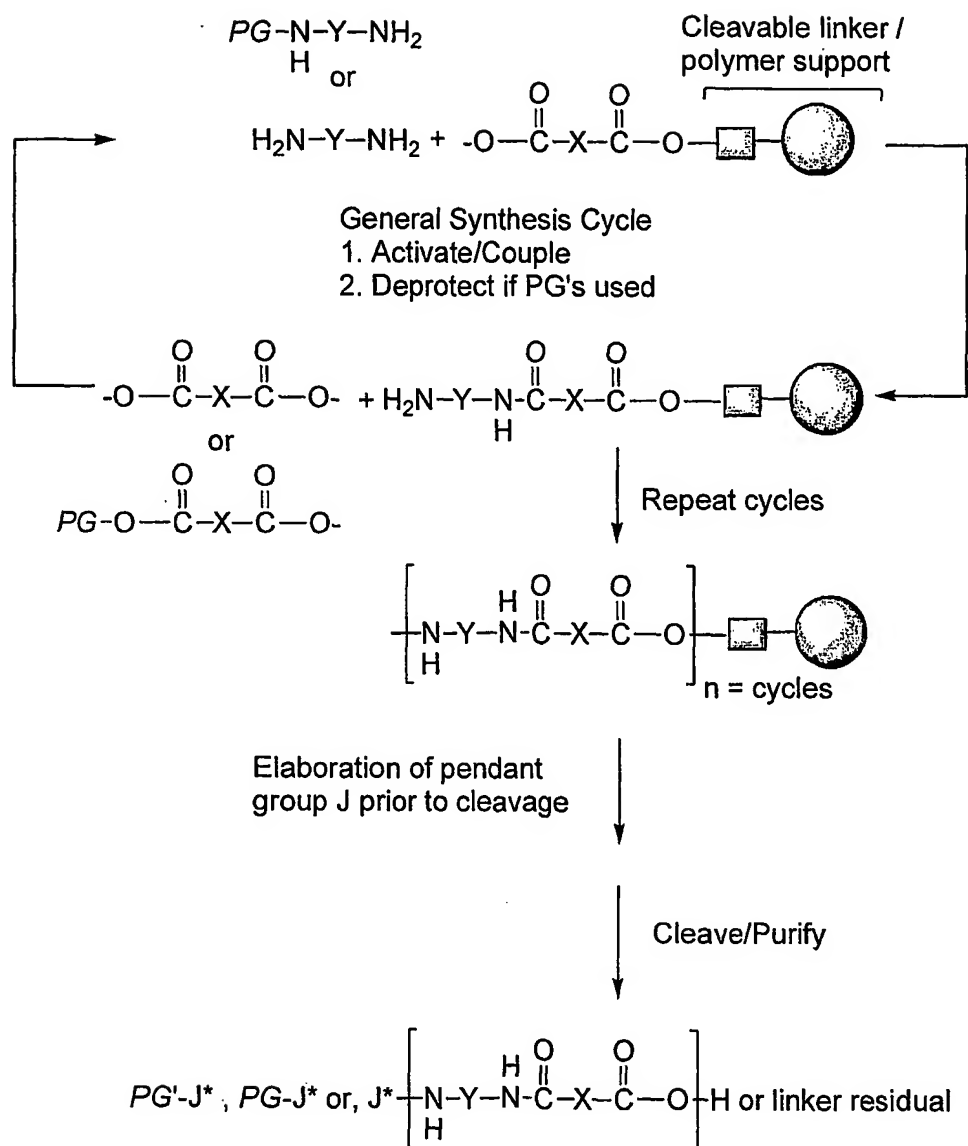 PG-N-Y-NH2
H
or
Cleavable linker /
polymer support
O O
H2N-Y-NH2 + -O-C-X-C-O
General Synthesis Cycle
1. Activate/Couple
2. Deprotect if PG's used
O O O O
-O-C-X-C-O- + H2N-Y-N-C-X-C-O
H
or
O O
PG-O-C-X-C-O-
Repeat cycles
H O O
N-Y-N-C-X-C-O
H
n = cycles
Elaboration of pendant
group J prior to cleavage
Cleave/Purify
H O O
PG'-J* , PG-J* or, J* N-Y-N-C-X-C-O H or linker residual
H